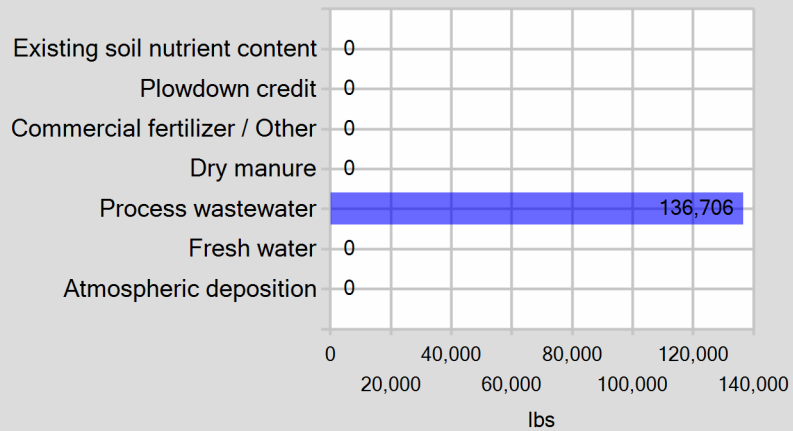 Existing soil nutrient content 0
Plowdown credit 0
Commercial fertilizer / Other 0
Dry manure 0
Process wastewater 136,706
Fresh water 0
Atmospheric deposition 0
0 40,000 80,000 120,000
20,000 60,000 100,000 140,000
lbs